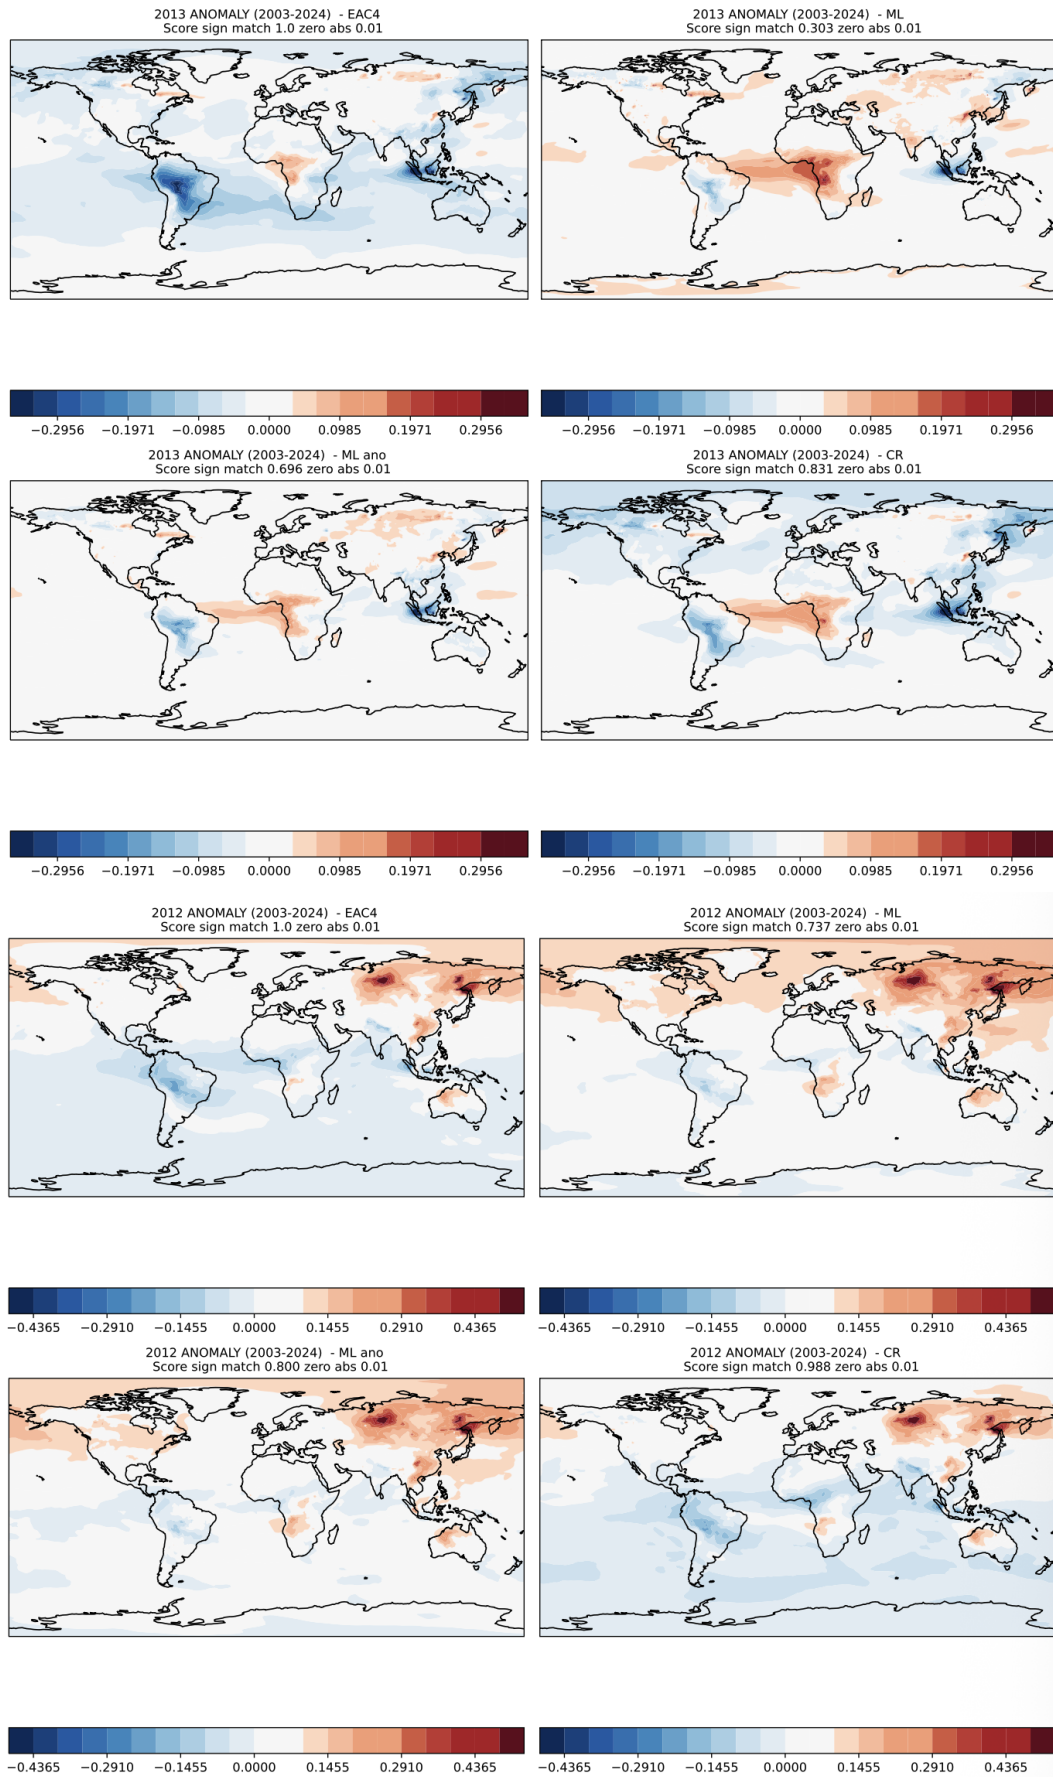 2013 ANOMALY (2003-2024)  - EAC4
Score sign match 1.0 zero abs 0.01
2013 ANOMALY (2003-2024)  - ML
Score sign match 0.303 zero abs 0.01
−0.2956 −0.1971 −0.0985 0.0000 0.0985 0.1971 0.2956
−0.2956 −0.1971 −0.0985 0.0000 0.0985 0.1971 0.2956
2013 ANOMALY (2003-2024)  - ML ano
Score sign match 0.696 zero abs 0.01
2013 ANOMALY (2003-2024)  - CR
Score sign match 0.831 zero abs 0.01
−0.2956 −0.1971 −0.0985 0.0000 0.0985 0.1971 0.2956
−0.2956 −0.1971 −0.0985 0.0000 0.0985 0.1971 0.2956
2012 ANOMALY (2003-2024)  - EAC4
Score sign match 1.0 zero abs 0.01
2012 ANOMALY (2003-2024)  - ML
Score sign match 0.737 zero abs 0.01
−0.4365 −0.2910 −0.1455 0.0000 0.1455 0.2910 0.4365
−0.4365 −0.2910 −0.1455 0.0000 0.1455 0.2910 0.4365
2012 ANOMALY (2003-2024)  - ML ano
Score sign match 0.800 zero abs 0.01
2012 ANOMALY (2003-2024)  - CR
Score sign match 0.988 zero abs 0.01
−0.4365 −0.2910 −0.1455 0.0000 0.1455 0.2910 0.4365
−0.4365 −0.2910 −0.1455 0.0000 0.1455 0.2910 0.4365